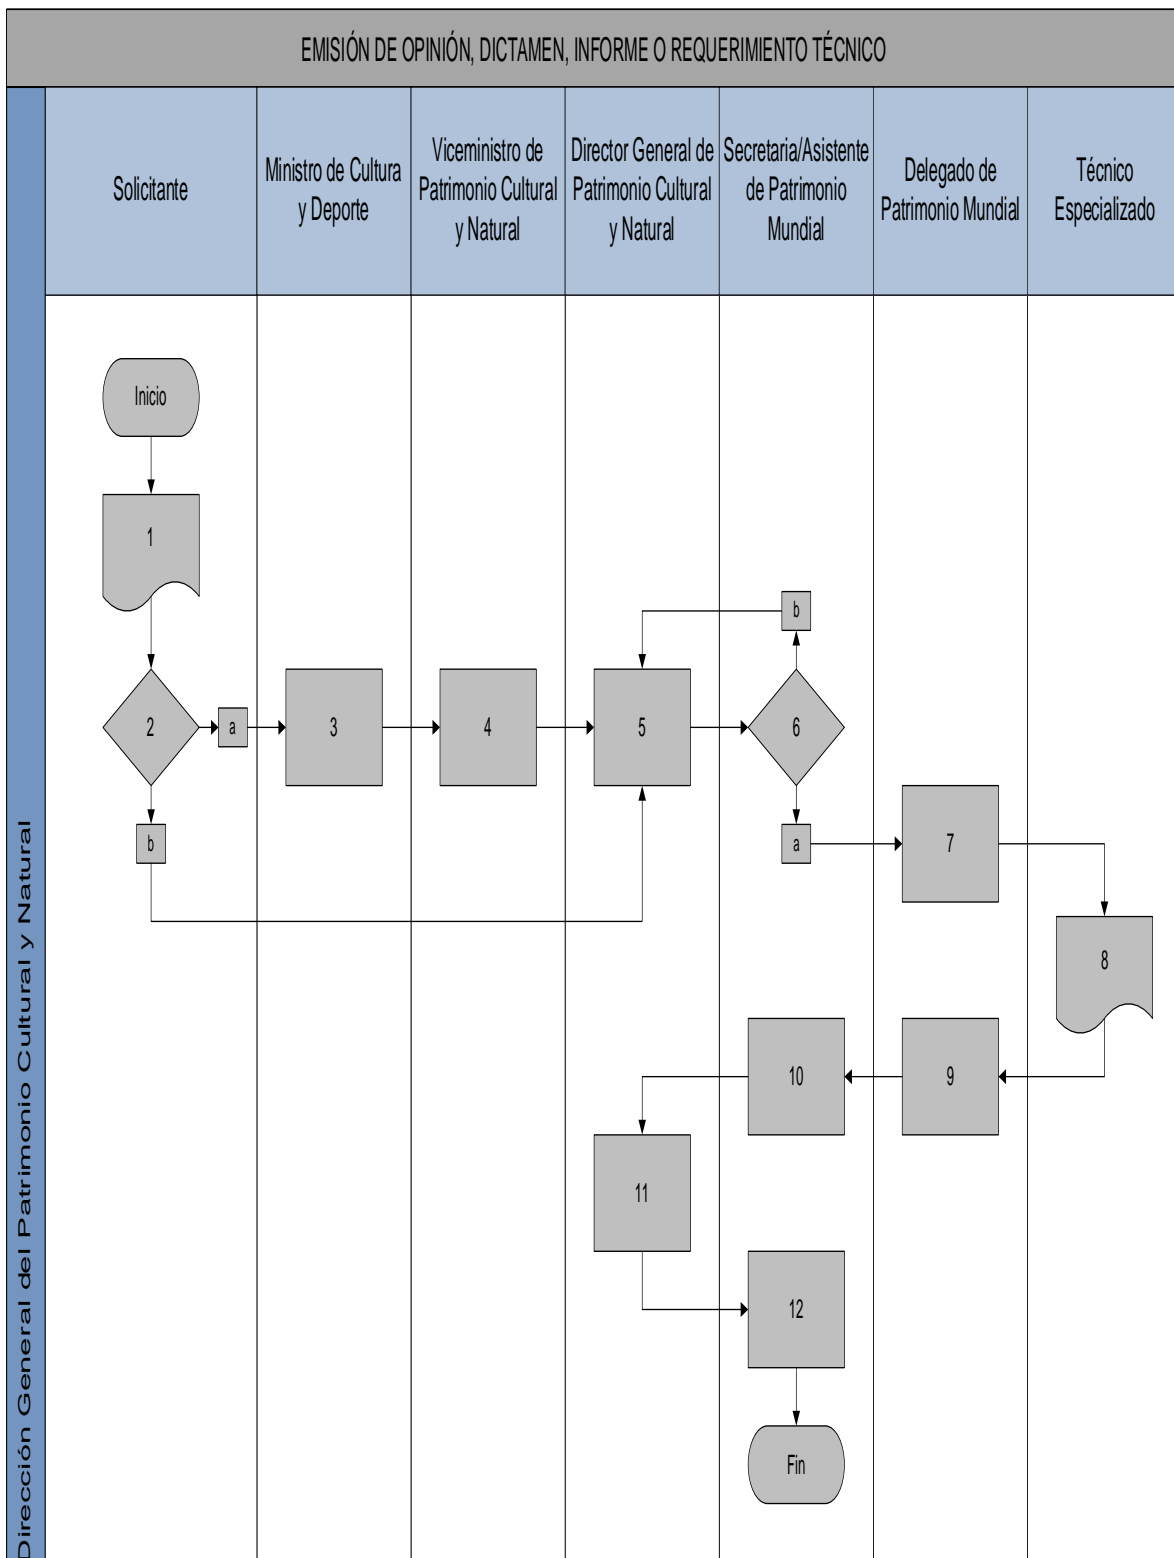 EMISIÓN DE OPINIÓN, DICTAMEN, INFORME O REQUERIMIENTO TÉCNICO
Dirección General del Patrimonio Cultural y Natural
Solicitante
Ministro de Cultura
y Deporte
Viceministro de
Patrimonio Cultural
y Natural
Director General de
Patrimonio Cultural
y Natural
Secretaria/Asistente
de Patrimonio
Mundial
Delegado de
Patrimonio Mundial
Técnico
Especializado
Inicio
1
b
2
a
3
4
5
6
b
a
7
8
10
9
11
12
Fin